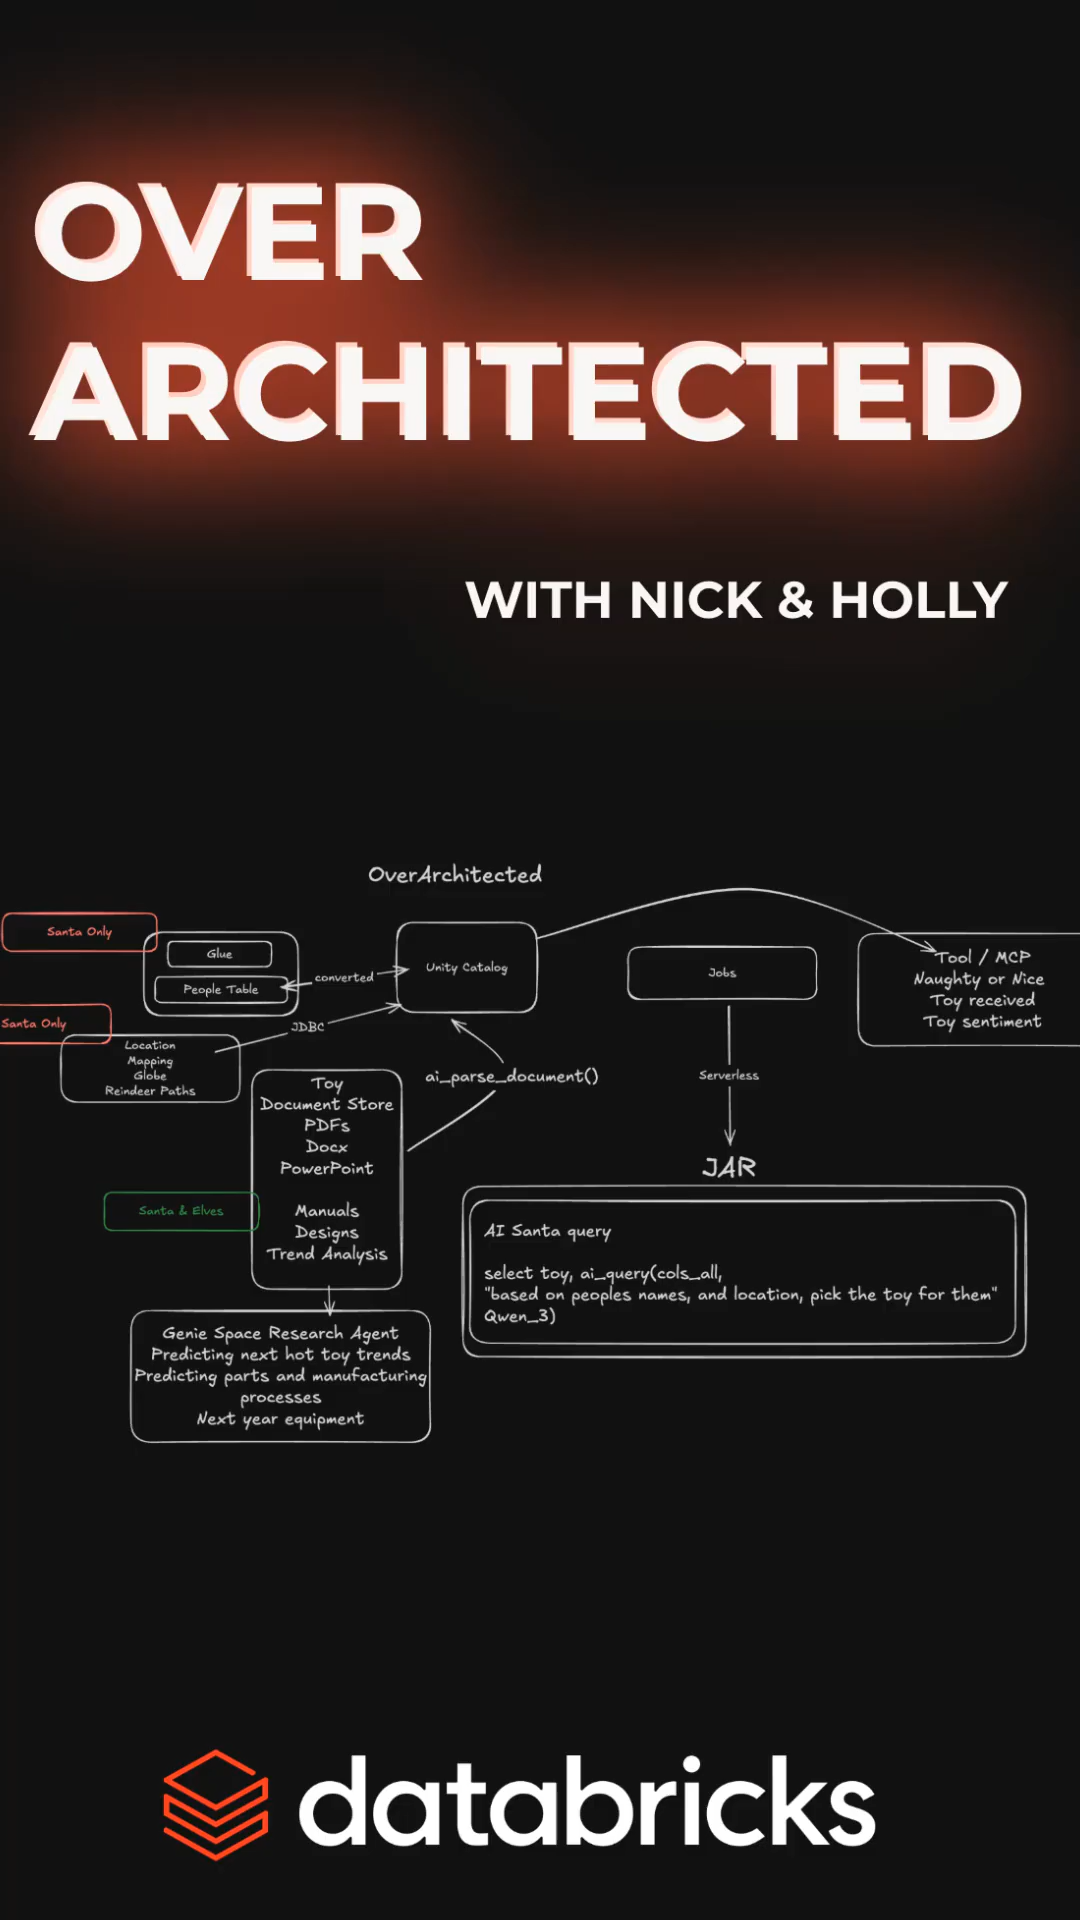 OVER
ARCHITECTED
WITH NICK & HOLLY
OverArchitected
Santa Only
Glue
People Table
converted
Unity Catalog
Jobs
Tool / MCP
Naughty or Nice
Toy received
Toy sentiment
Santa Only
JDBC
Location
Mapping
Globe
Reindeer Paths
Toy
Document Store
PDFs
Docx
PowerPoint
Manuals
Designs
Trend Analysis
ai_parse_document()
Serverless
JAR
Santa & Elves
AI Santa query
select toy, ai_query(cols_all,
"based on peoples names, and location, pick the toy for them"
Qwen_3)
Genie Space Research Agent
Predicting next hot toy trends
Predicting parts and manufacturing
processes
Next year equipment
databricks